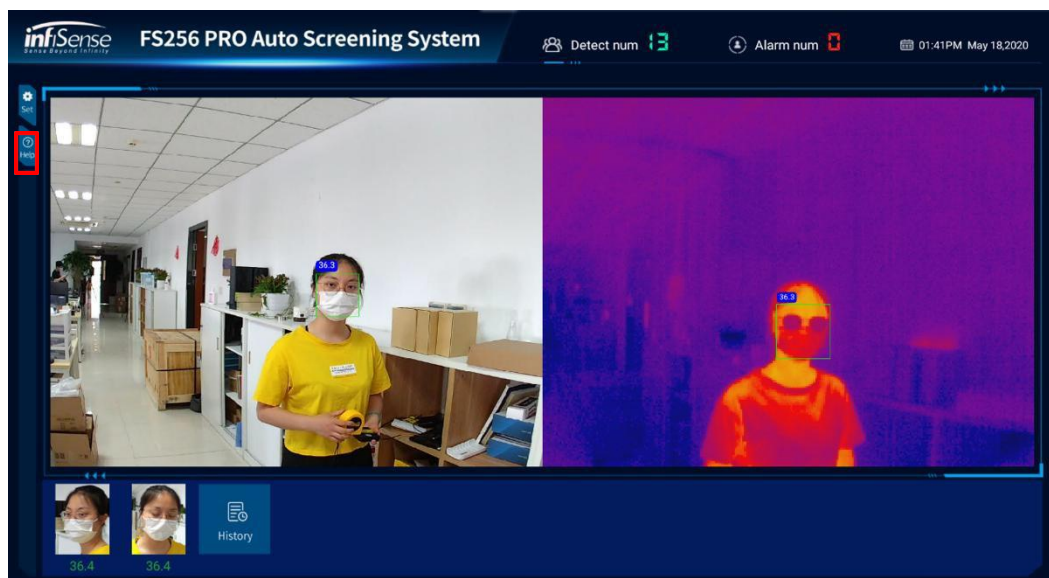 infiSense
Sense Beyond Infinity
FS256 PRO Auto Screening System
Detect num 13
Alarm num 0
01:41PM May 18,2020
Set
Help
36.3
36.3
36.4
36.4
History